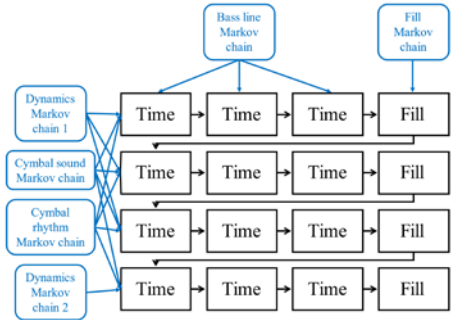 Bass line
Markov
chain
Fill
Markov
chain
Dynamics
Markov
chain 1
Time Time Time Fill
Cymbal sound
Markov chain
Time Time Time Fill
Cymbal
rhythm
Markov chain
Time Time Time Fill
Dynamics
Markov
chain 2
Time Time Time Fill